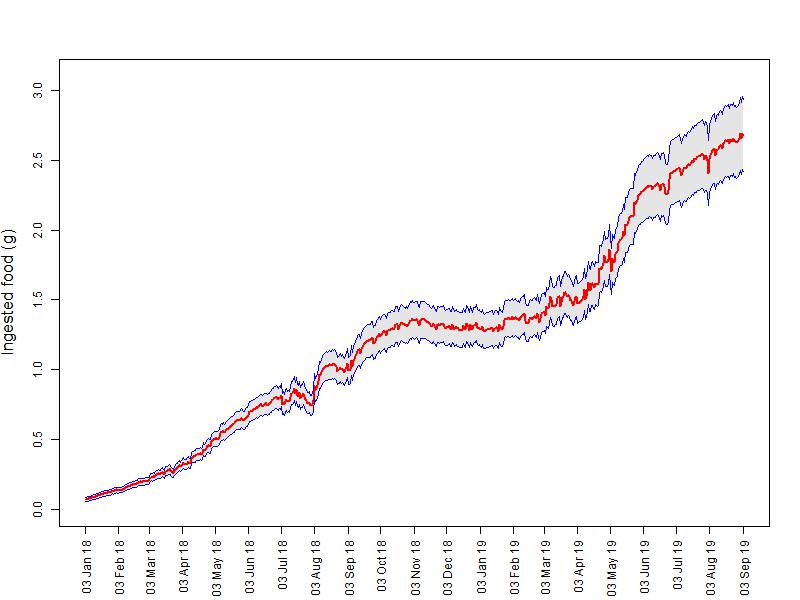 Ingested food (g)
3.0
2.5
2.0
1.5
1.0
0.5
0.0
03 Jan 18
03 Feb 18
03 Mar 18
03 Apr 18
03 May 18
03 Jun 18
03 Jul 18
03 Aug 18
03 Sep 18
03 Oct 18
03 Nov 18
03 Dec 18
03 Jan 19
03 Feb 19
03 Mar 19
03 Apr 19
03 May 19
03 Jun 19
03 Jul 19
03 Aug 19
03 Sep 19